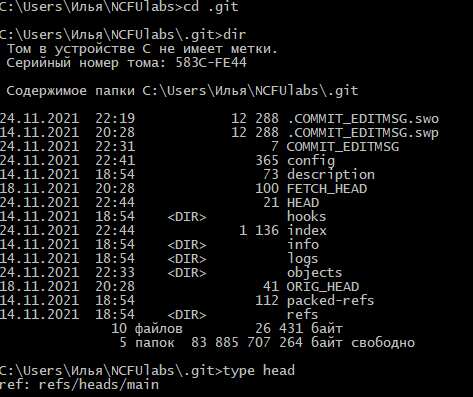 C:\Users\Илья\NCFUlabs>cd .git
C:\Users\Илья\NCFUlabs\.git>dir
Том в устройстве C не имеет метки.
Серийный номер тома: 583C-FE44
Содержимое папки C:\Users\Илья\NCFUlabs\.git
24.11.2021 22:19 12 288 .COMMIT_EDITMSG.swo
14.11.2021 20:28 12 288 .COMMIT_EDITMSG.swp
24.11.2021 22:31 7 COMMIT_EDITMSG
24.11.2021 22:41 365 config
14.11.2021 18:54 73 description
18.11.2021 20:28 100 FETCH_HEAD
24.11.2021 22:44 21 HEAD
14.11.2021 18:54 <DIR> hooks
24.11.2021 22:44 1 136 index
14.11.2021 18:54 <DIR> info
14.11.2021 18:54 <DIR> logs
24.11.2021 22:33 <DIR> objects
18.11.2021 20:28 41 ORIG_HEAD
14.11.2021 18:54 112 packed-refs
14.11.2021 18:54 <DIR> refs
10 файлов 26 431 байт
5 папок 83 885 707 264 байт свободно
C:\Users\Илья\NCFUlabs\.git>type head
ref: refs/heads/main